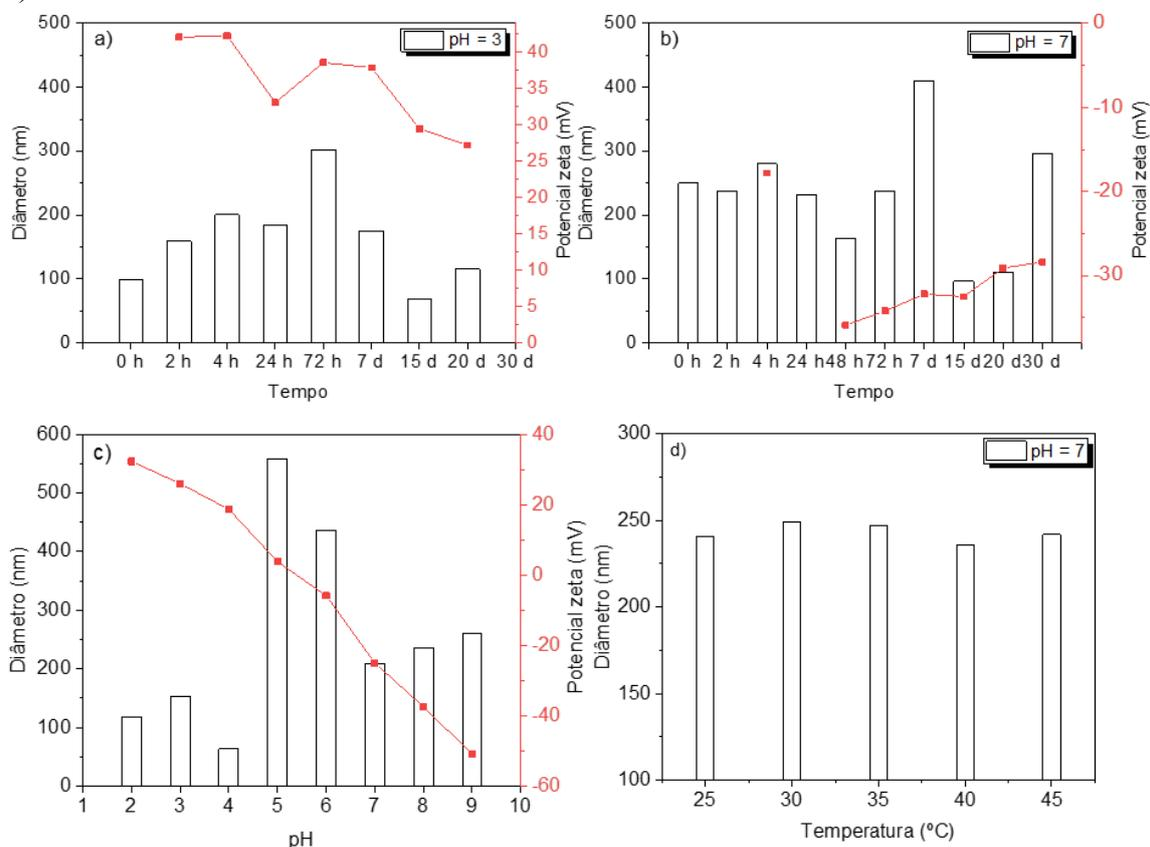 a)
pH = 3
500
400
300
200
100
0
Diâmetro (nm)
40
35
30
25
20
15
10
5
0
Potencial zeta (mV)
0 h 2 h 4 h 24 h 72 h 7 d 15 d 20 d 30 d
Tempo
b)
pH = 7
500
400
300
200
100
0
Diâmetro (nm)
0
-10
-20
-30
Potencial zeta (mV)
0 h 2 h 4 h 24 h 48 h 72 h 7 d 15 d 20 d 30 d
Tempo
c)
600
500
400
300
200
100
0
Diâmetro (nm)
40
20
0
-20
-40
-60
Potencial zeta (mV)
1 2 3 4 5 6 7 8 9 10
pH
d)
pH = 7
300
250
200
150
100
Diâmetro (nm)
25 30 35 40 45
Temperatura (ºC)